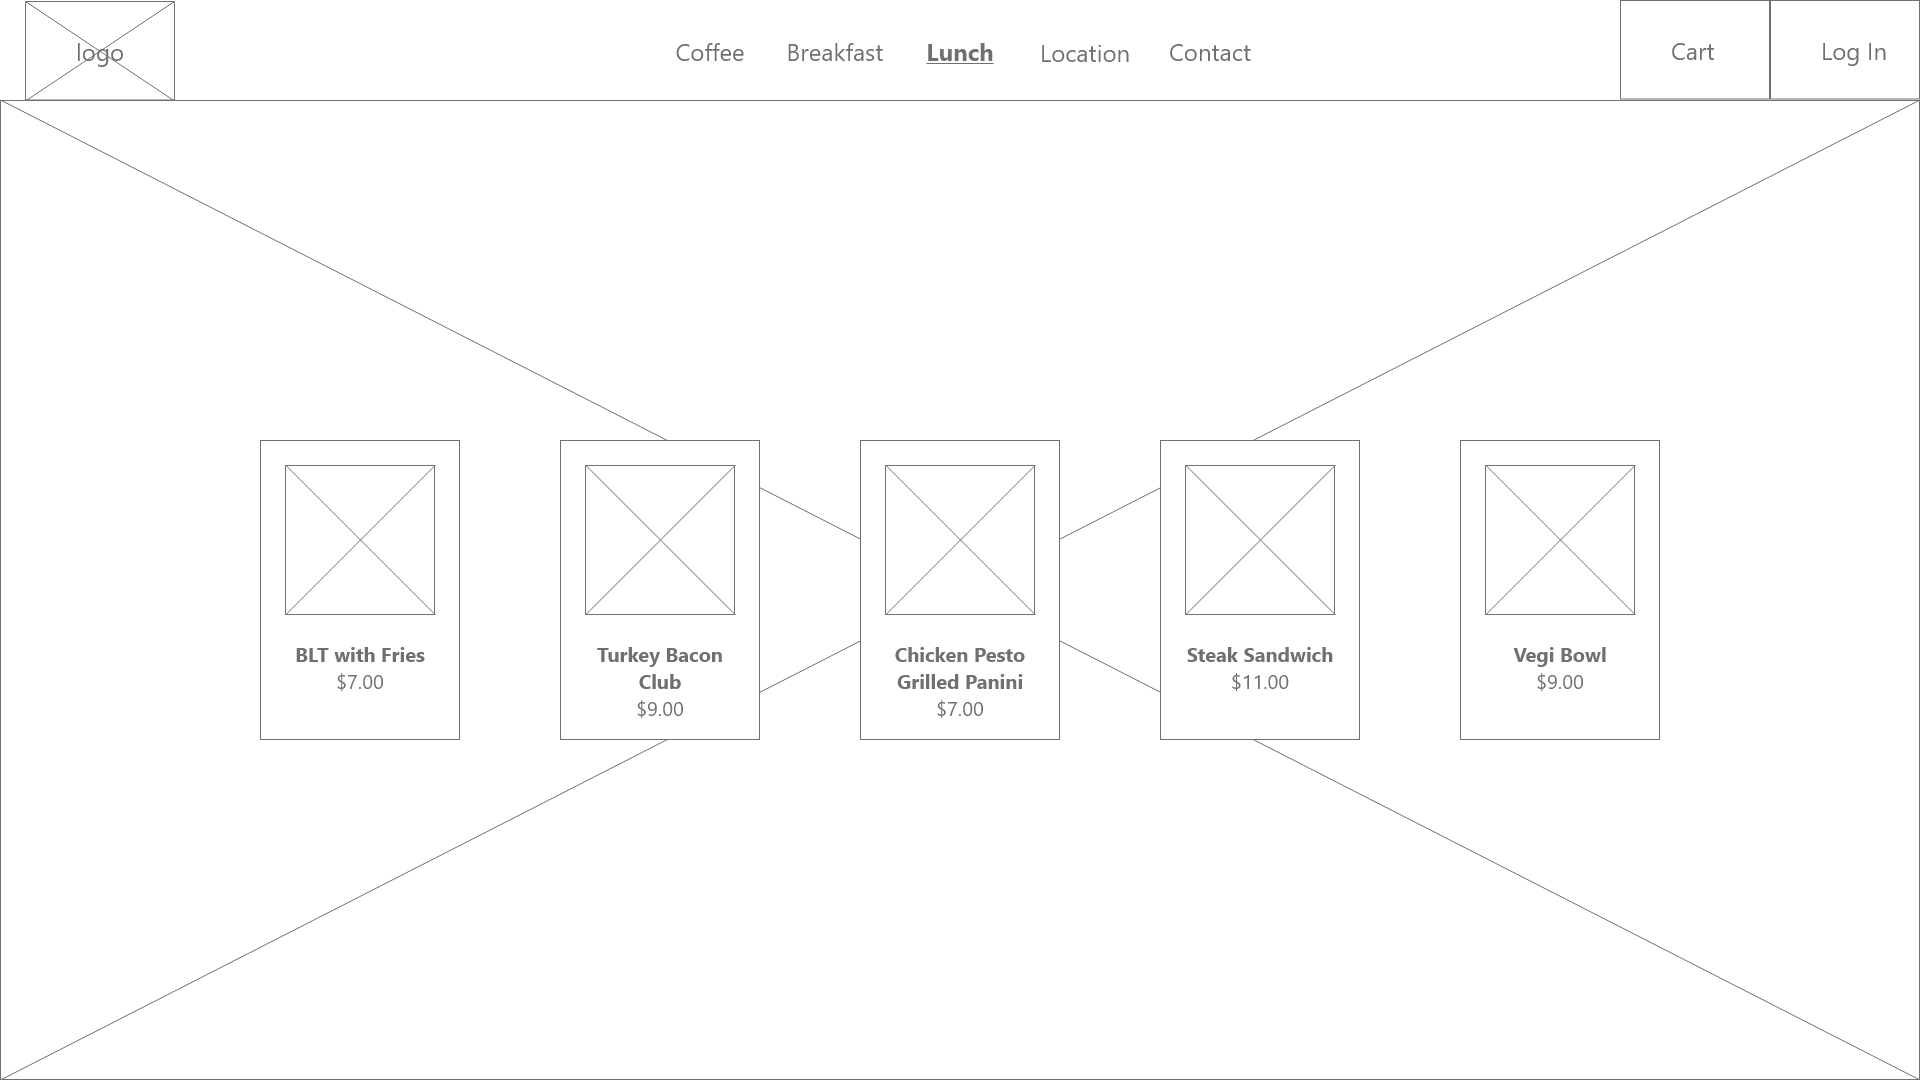 logo
Coffee
Breakfast
Lunch
Location
Contact
Cart
Log In
BLT with Fries
$7.00
Turkey Bacon
Club
$9.00
Chicken Pesto
Grilled Panini
$7.00
Steak Sandwich
$11.00
Vegi Bowl
$9.00